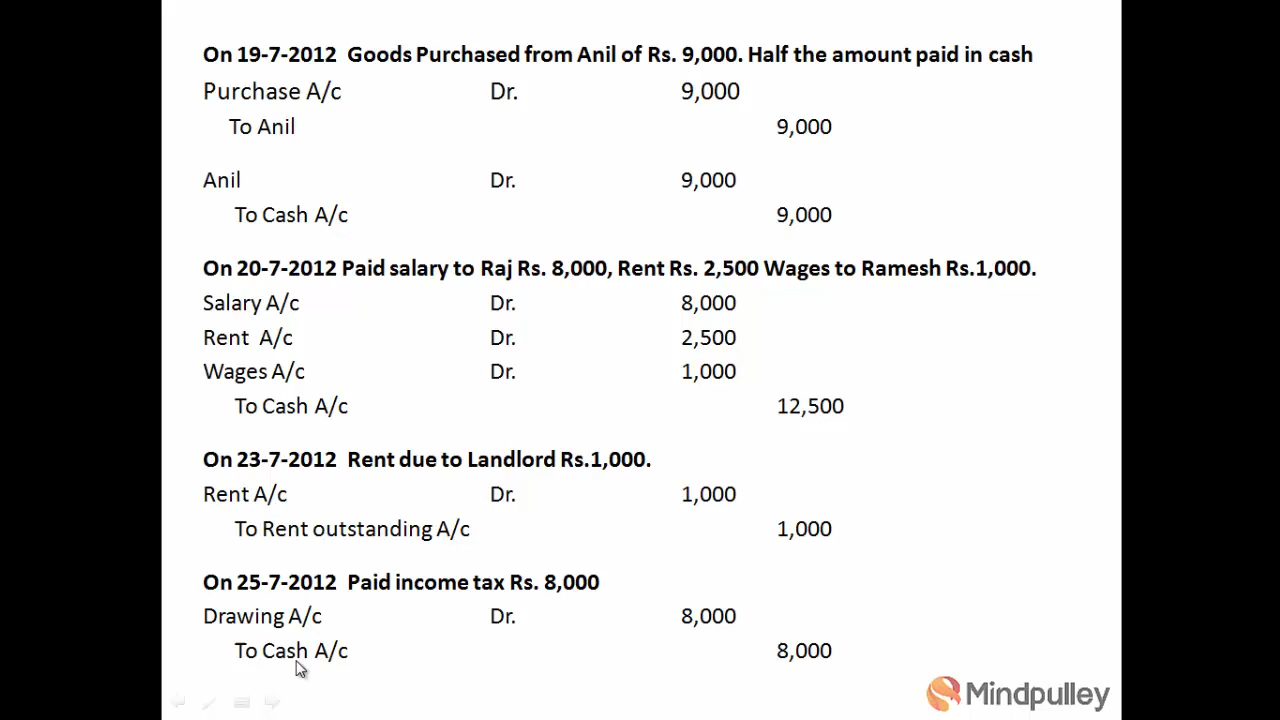 On 19-7-2012 Goods Purchased from Anil of Rs. 9,000. Half the amount paid in cash
Purchase A/c Dr. 9,000
To Anil 9,000
Anil Dr. 9,000
To Cash A/c 9,000
On 20-7-2012 Paid salary to Raj Rs. 8,000, Rent Rs. 2,500 Wages to Ramesh Rs.1,000.
Salary A/c Dr. 8,000
Rent A/c Dr. 2,500
Wages A/c Dr. 1,000
To Cash A/c 12,500
On 23-7-2012 Rent due to Landlord Rs.1,000.
Rent A/c Dr. 1,000
To Rent outstanding A/c 1,000
On 25-7-2012 Paid income tax Rs. 8,000
Drawing A/c Dr. 8,000
To Cash A/c 8,000
Mindpulley